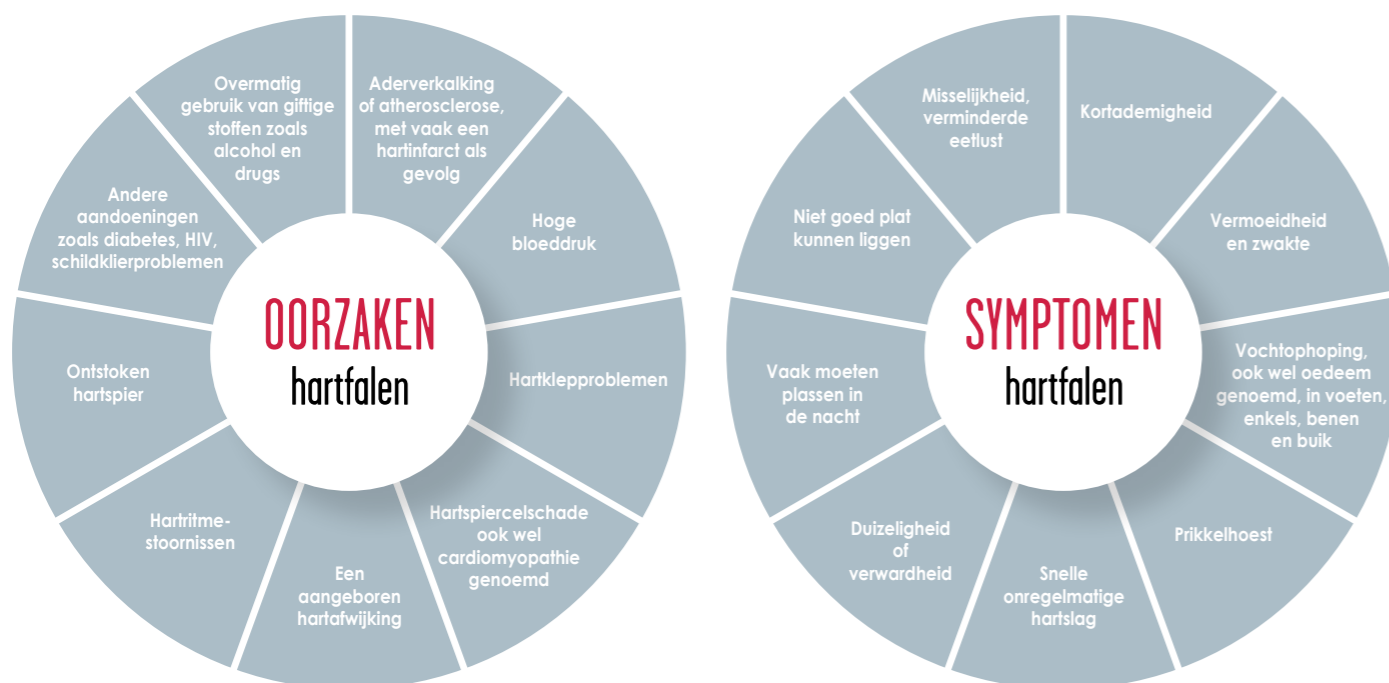 OORZAKEN
hartfalen
Aderverkalking
of atherosclerose,
met vaak een
hartinfarct als
gevolg
Hoge
bloeddruk
Hartklepproblemen
Hartspiercelschade
ook wel
cardiomyopathie
genoemd
Een
aangeboren
hartafwijking
Hartritme-
stoornissen
Ontstoken
hartspier
Andere
aandoeningen
zoals diabetes, HIV,
schildklierproblemen
Overmatig
gebruik van giftige
stoffen zoals
alcohol en
drugs
SYMPTOMEN
hartfalen
Kortademigheid
Vermoeidheid
en zwakte
Vochtophoping,
ook wel oedeem
genoemd, in voeten,
enkels, benen
en buik
Prikkelhoest
Snelle
onregelmatige
hartslag
Duizeligheid
of
verwardheid
Vaak moeten
plassen in
de nacht
Niet goed plat
kunnen liggen
Misselijkheid,
verminderde
eetlust